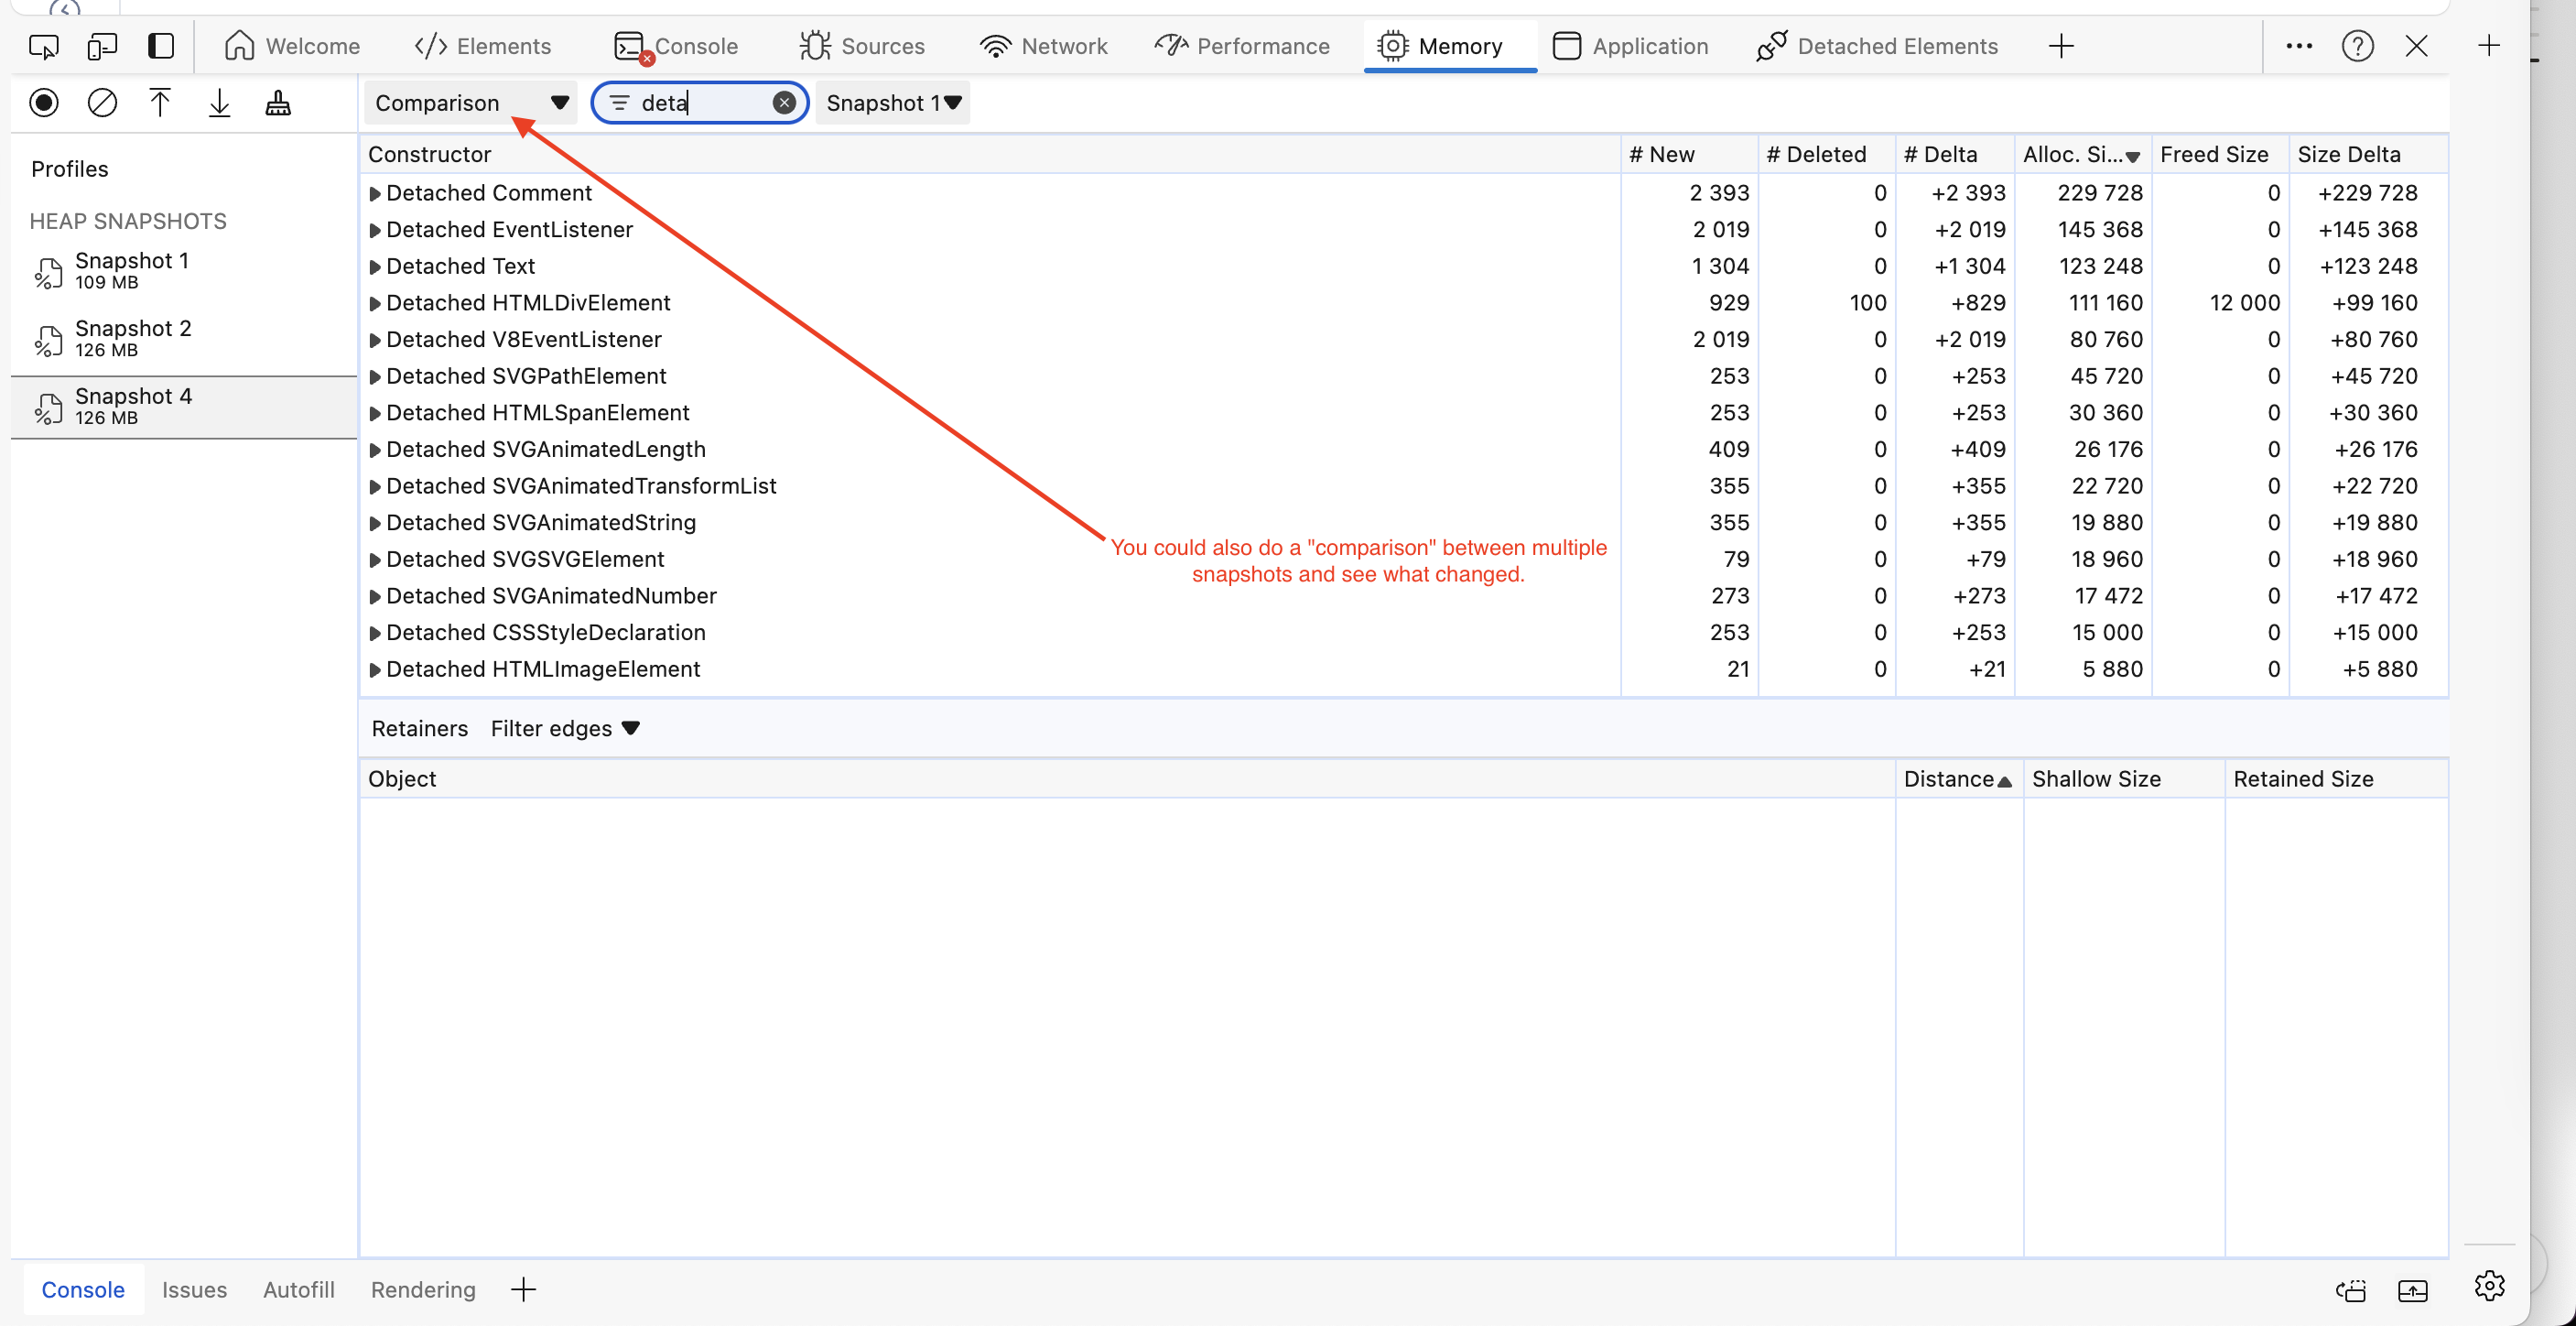 Welcome
Elements
Console
Sources
Network
Performance
Memory
Application
Detached Elements
Comparison
deta
Snapshot 1
Profiles
HEAP SNAPSHOTS
Snapshot 1
109 MB
Snapshot 2
126 MB
Snapshot 4
126 MB
Constructor # New # Deleted # Delta Alloc. Si... Freed Size Size Delta
Detached Comment 2 393 0 +2 393 229 728 0 +229 728
Detached EventListener 2 019 0 +2 019 145 368 0 +145 368
Detached Text 1 304 0 +1 304 123 248 0 +123 248
Detached HTMLDivElement 929 100 +829 111 160 12 000 +99 160
Detached V8EventListener 2 019 0 +2 019 80 760 0 +80 760
Detached SVGPathElement 253 0 +253 45 720 0 +45 720
Detached HTMLSpanElement 253 0 +253 30 360 0 +30 360
Detached SVGAnimatedLength 409 0 +409 26 176 0 +26 176
Detached SVGAnimatedTransformList 355 0 +355 22 720 0 +22 720
Detached SVGAnimatedString 355 0 +355 19 880 0 +19 880
Detached SVGSVGElement 79 0 +79 18 960 0 +18 960
Detached SVGAnimatedNumber 273 0 +273 17 472 0 +17 472
Detached CSSStyleDeclaration 253 0 +253 15 000 0 +15 000
Detached HTMLImageElement 21 0 +21 5 880 0 +5 880
You could also do a "comparison" between multiple
snapshots and see what changed.
Retainers Filter edges
Object Distance Shallow Size Retained Size
Console Issues Autofill Rendering